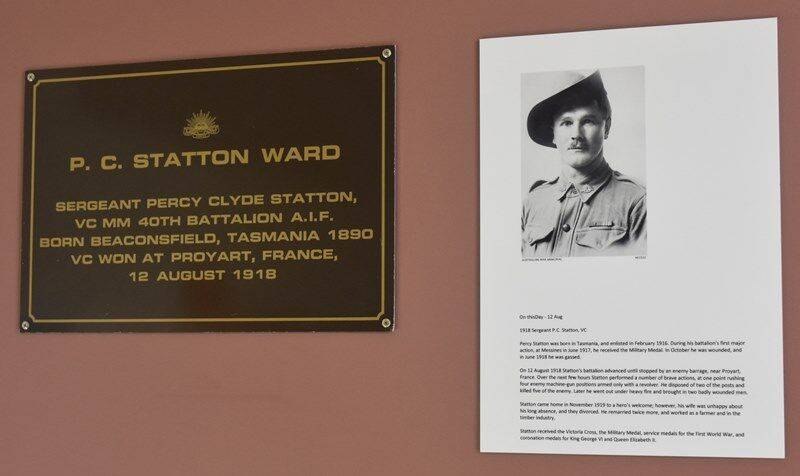 P. C. STATTON WARD
SERGEANT PERCY CLYDE STATTON,
VC MM 40TH BATTALION A.I.F.
BORN BEACONSFIELD, TASMANIA 1890
VC WON AT PROYART, FRANCE,
12 AUGUST 1918
AUSTRALIAN WAR MEMORIAL
On thisDay - 12 Aug
1918 Sergeant P.C. Statton, VC
Percy Statton was born in Tasmania, and enlisted in February 1916. During his battalion's first major
action, at Messines in June 1917, he received the Military Medal. In October he was wounded, and
in June 1918 he was gassed.
On 12 August 1918 Statton's battalion advanced until stopped by an enemy barrage, near Proyart,
France. Over the next few hours Statton performed a number of brave actions, at one point rushing
four enemy machine-gun positions armed only with a revolver. He disposed of two of the posts and
killed five of the enemy. Later he went out under heavy fire and brought in two badly wounded men.
Statton came home in November 1919 to a hero's welcome; however, his wife was unhappy about
his long absence, and they divorced. He remarried twice more, and worked as a farmer and in the
timber industry.
Statton received the Victoria Cross, the Military Medal, service medals for the First World War, and
coronation medals for King George VI and Queen Elizabeth II.